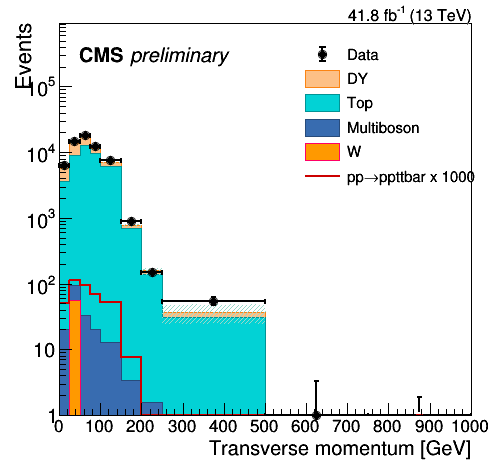 41.8 fb⁻¹ (13 TeV)
Events
CMS preliminary
Data
DY
Top
Multiboson
W
pp→ppttbar x 1000
10⁵
10⁴
10³
10²
10
1
0 100 200 300 400 500 600 700 800 900 1000
Transverse momentum [GeV]